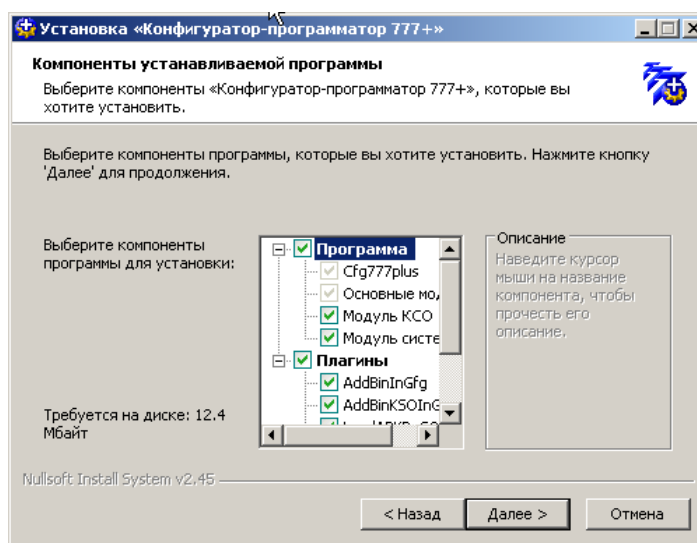 Установка «Конфигуратор-программатор 777+»
Компоненты устанавливаемой программы
Выберите компоненты «Конфигуратор-программатор 777+», которые вы
хотите установить.
Выберите компоненты программы, которые вы хотите установить. Нажмите кнопку
'Далее' для продолжения.
Выберите компоненты
программы для установки:
Программа
Cfg777plus
Основные мо
Модуль КСО
Модуль систе
Плагины
AddBinInGfg
AddBinKSOInG
Требуется на диске: 12.4
Мбайт
Описание
Наведите курсор
мыши на название
компонента, чтобы
прочесть его
описание.
Nullsoft Install System v2.45
< Назад
Далее >
Отмена